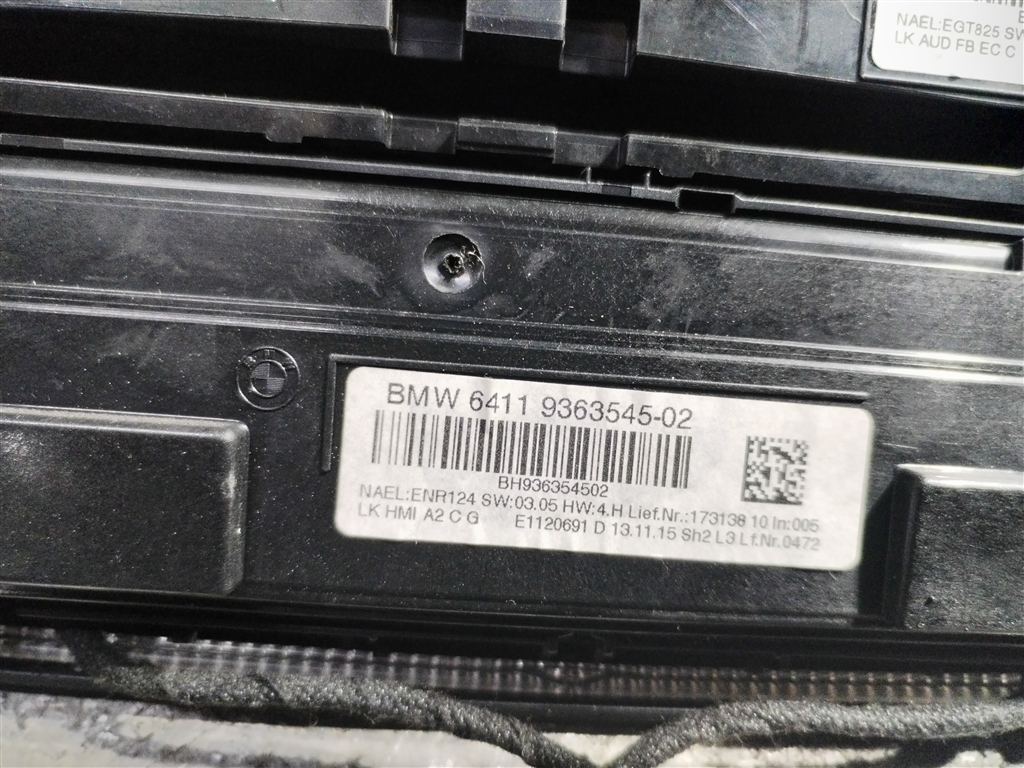 NAEL:EGT825 SW
LK AUD FB EC C
BMW 6411 9363545-02
BH936354502
NAEL:ENR124 SW:03.05 HW:4.H Lief.Nr.:173138 10 In:005
LK HMI A2 C G E1120691 D 13.11.15 Sh2 L3 Lf.Nr.0472